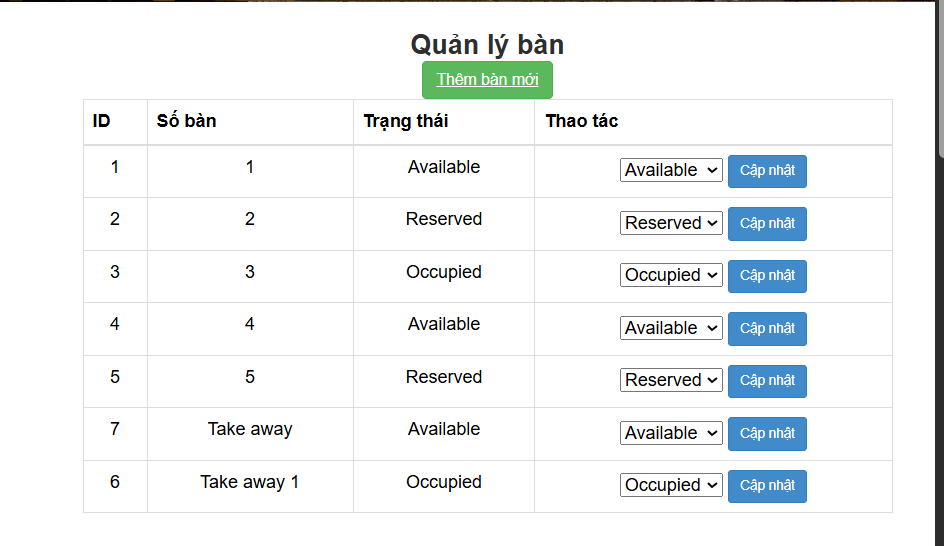 Quản lý bàn
Thêm bàn mới
ID Số bàn Trạng thái Thao tác
1 1 Available Available Cập nhật
2 2 Reserved Reserved Cập nhật
3 3 Occupied Occupied Cập nhật
4 4 Available Available Cập nhật
5 5 Reserved Reserved Cập nhật
7 Take away Available Available Cập nhật
6 Take away 1 Occupied Occupied Cập nhật